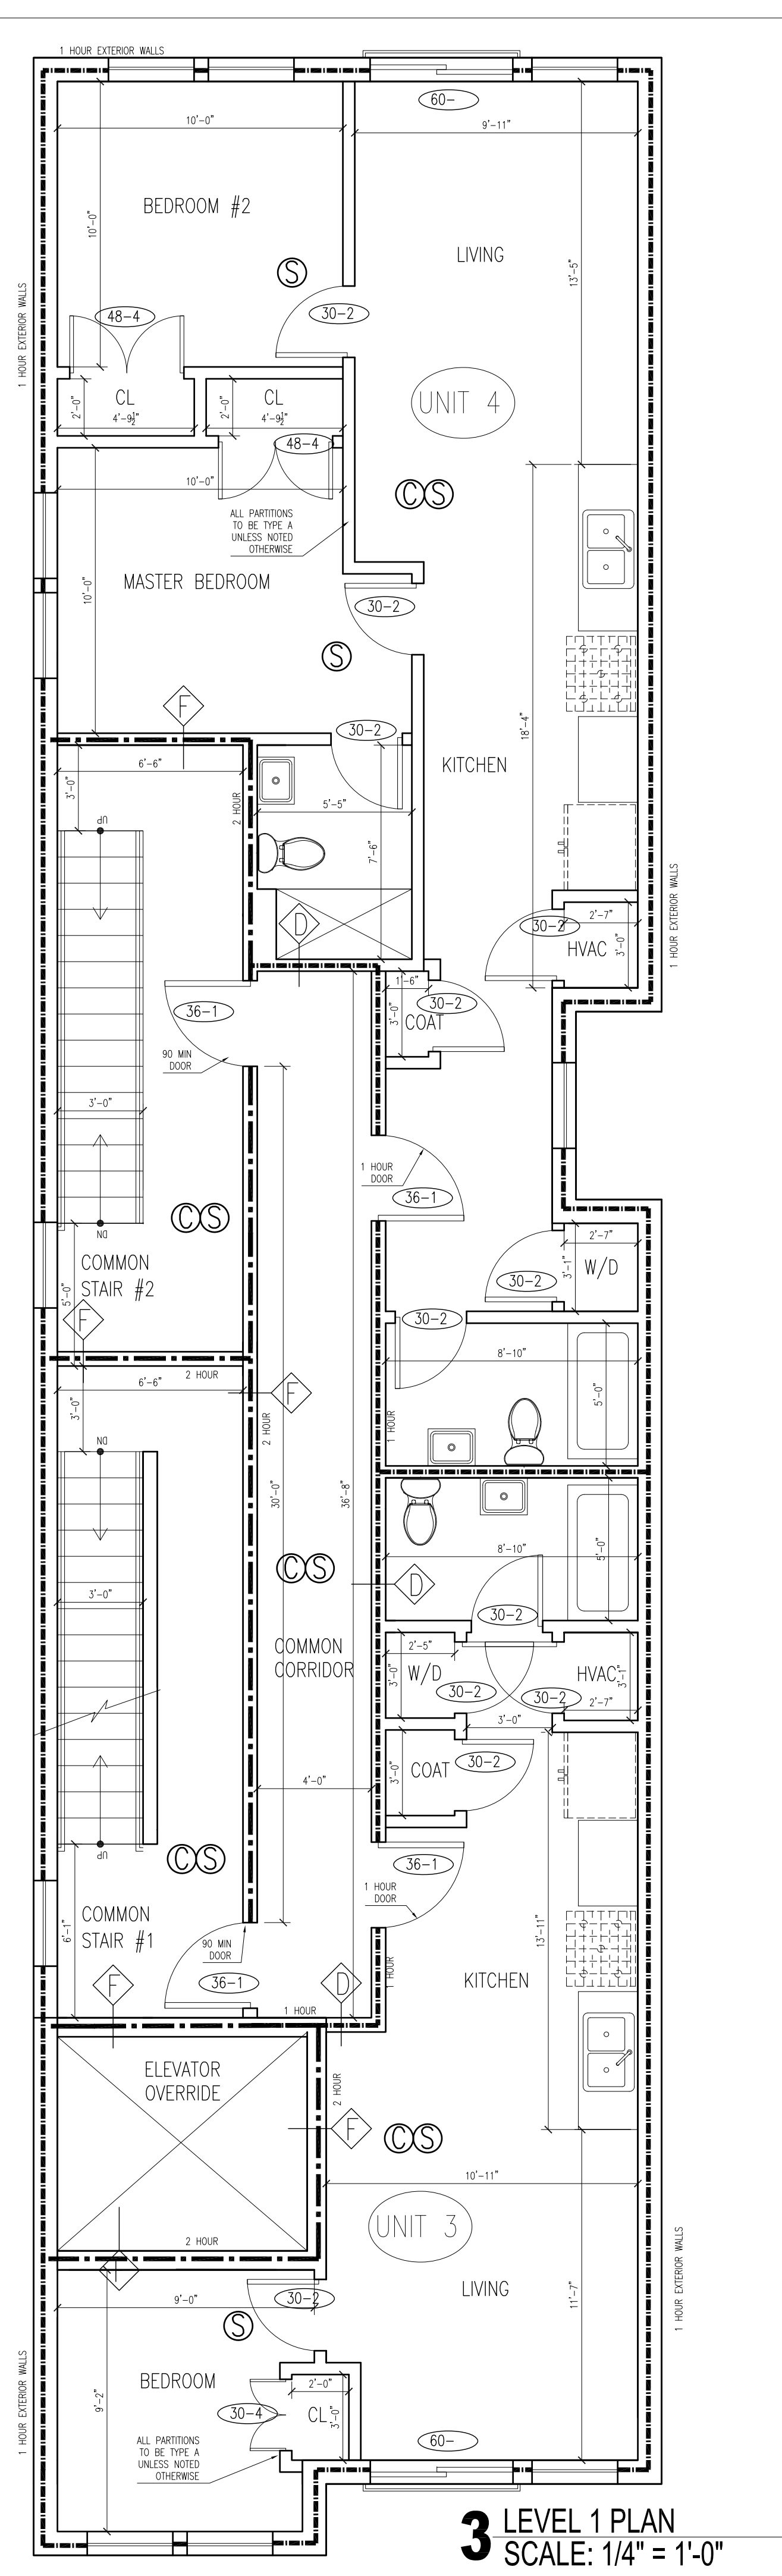 1 HOUR EXTERIOR WALLS
60-
10'-0"
9'-11"
BEDROOM #2
10'-0"
LIVING
13'-5"
1 HOUR EXTERIOR WALLS
S
48-4
30-2
CL
4'-9½"
2'-0"
CL
4'-9½"
2'-0"
UNIT 4
48-4
10'-0"
C S
ALL PARTITIONS
TO BE TYPE A
UNLESS NOTED
OTHERWISE
MASTER BEDROOM
10'-0"
30-2
S
F
30-2
18'-4"
KITCHEN
6'-6"
3'-0"
2 HOUR
5'-5"
7'-6"
UP
D
30-2
2'-7"
HVAC
3'-0"
1 HOUR EXTERIOR WALLS
1'-6"
30-2
3'-0"
COAT
36-1
90 MIN
DOOR
3'-0"
1 HOUR
DOOR
36-1
C S
DN
COMMON
STAIR #2
5'-0"
2'-7"
3'-1"
W/D
30-2
F
30-2
8'-10"
5'-0"
2 HOUR
6'-6"
3'-0"
F
2 HOUR
1 HOUR
DN
30'-0"
36'-8"
8'-10"
5'-0"
C S
D
3'-0"
30-2
COMMON
CORRIDOR
2'-5"
3'-0"
W/D
HVAC
3'-1"
30-2
30-2
2'-7"
3'-0"
COAT
3'-0"
30-2
4'-0"
UP
C S
36-1
1 HOUR
DOOR
COMMON
STAIR #1
6'-1"
90 MIN
DOOR
36-1
13'-11"
1 HOUR
KITCHEN
F
D
1 HOUR
ELEVATOR
OVERRIDE
2 HOUR
F
C S
10'-11"
UNIT 3
2 HOUR
F
LIVING
11'-7"
1 HOUR EXTERIOR WALLS
9'-0"
30-2
S
BEDROOM
9'-2"
2'-0"
30-4
CL
3'-0"
1 HOUR EXTERIOR WALLS
60-
ALL PARTITIONS
TO BE TYPE A
UNLESS NOTED
OTHERWISE
3 LEVEL 1 PLAN
SCALE: 1/4" = 1'-0"